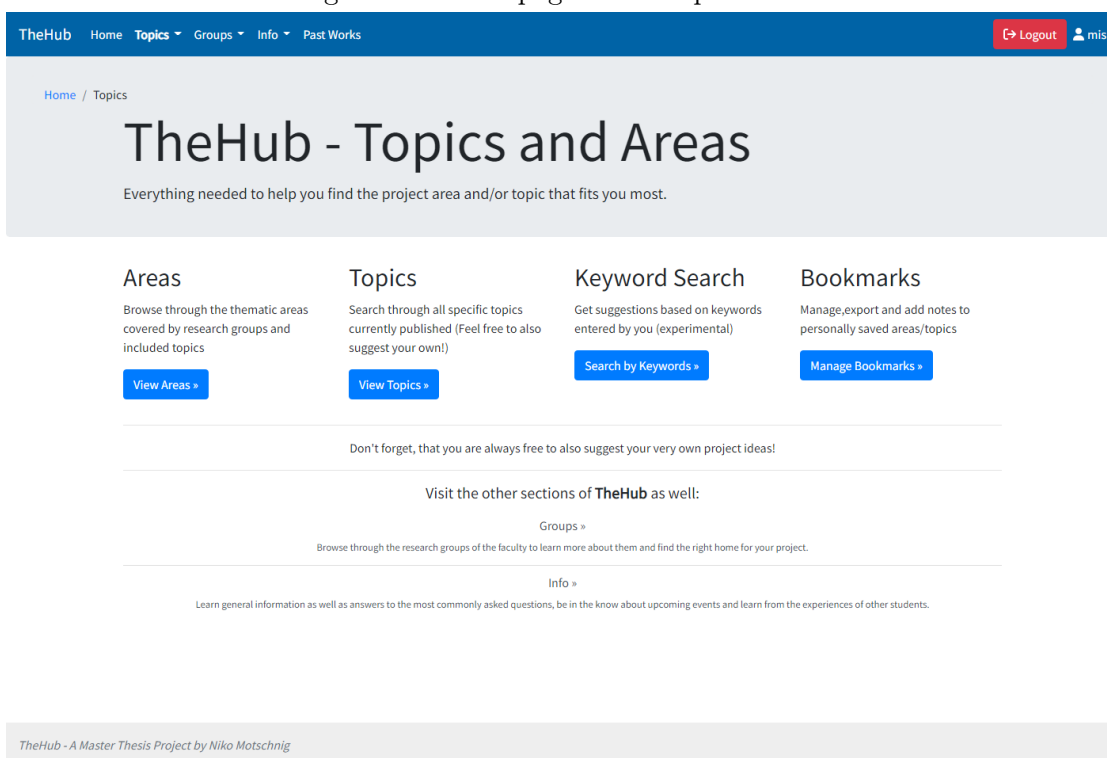 TheHub Home Topics Groups Info Past Works Logout mis
Home / Topics
TheHub - Topics and Areas
Everything needed to help you find the project area and/or topic that fits you most.
Areas
Browse through the thematic areas
covered by research groups and
included topics
View Areas »
Topics
Search through all specific topics
currently published (Feel free to also
suggest your own!)
View Topics »
Keyword Search
Get suggestions based on keywords
entered by you (experimental)
Search by Keywords »
Bookmarks
Manage,export and add notes to
personally saved areas/topics
Manage Bookmarks »
Don't forget, that you are always free to also suggest your very own project ideas!
Visit the other sections of TheHub as well:
Groups »
Browse through the research groups of the faculty to learn more about them and find the right home for your project.
Info »
Learn general information as well as answers to the most commonly asked questions, be in the know about upcoming events and learn from the experiences of other students.
TheHub - A Master Thesis Project by Niko Motschnig